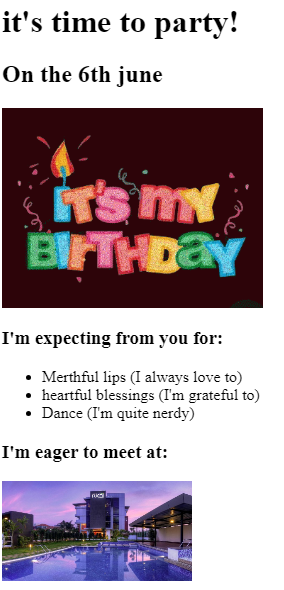 it's time to party!
On the 6th june
iT's my
BirTHDay
I'm expecting from you for:
Merthful lips (I always love to)
heartful blessings (I'm grateful to)
Dance (I'm quite nerdy)
I'm eager to meet at: